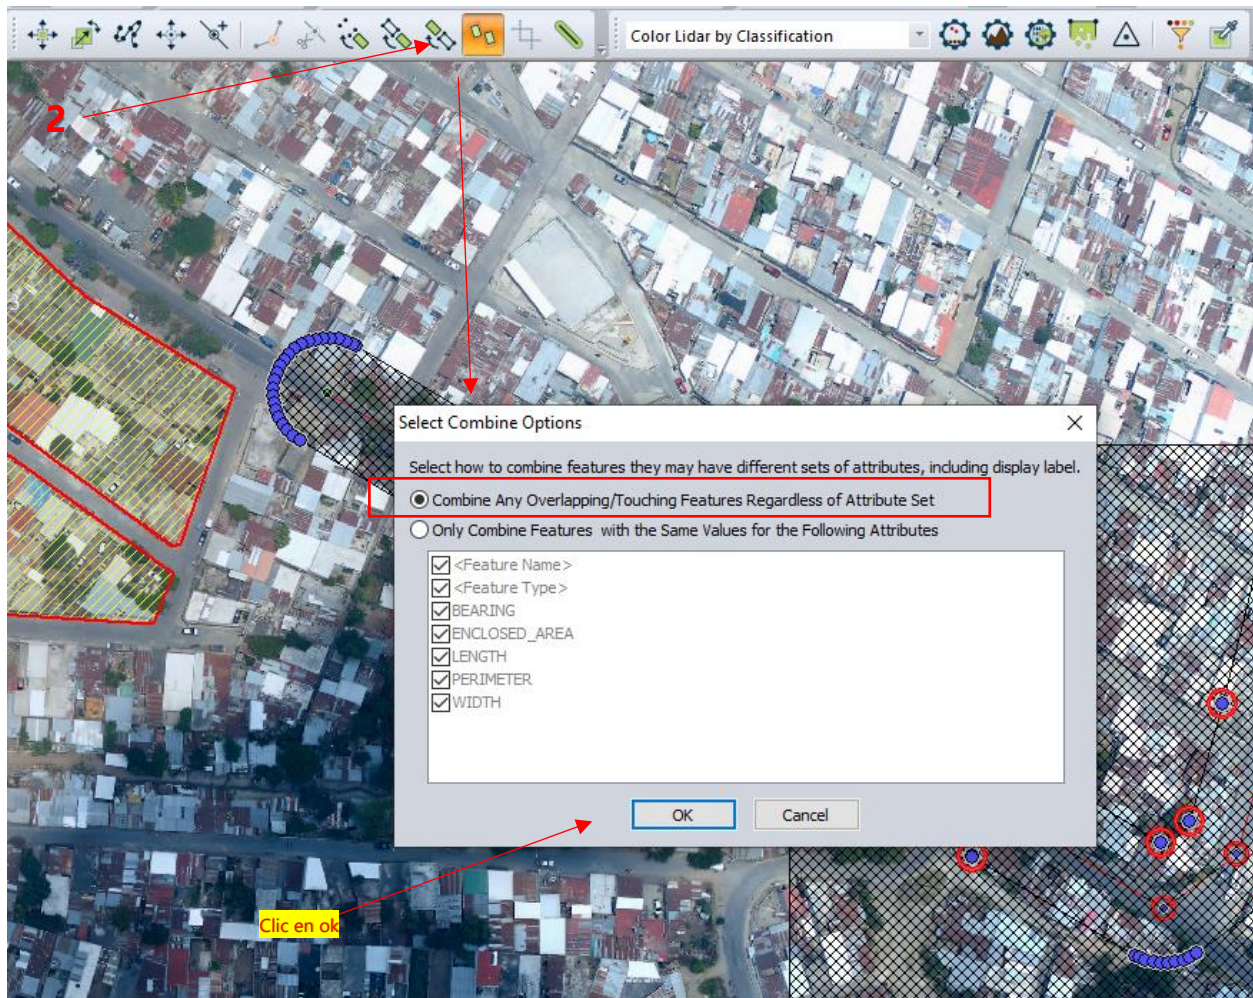 Color Lidar by Classification
2
Select Combine Options
Select how to combine features they may have different sets of attributes, including display label.
Combine Any Overlapping/Touching Features Regardless of Attribute Set
Only Combine Features with the Same Values for the Following Attributes
<Feature Name>
<Feature Type>
BEARING
ENCLOSED_AREA
LENGTH
PERIMETER
WIDTH
OK Cancel
Clic en ok